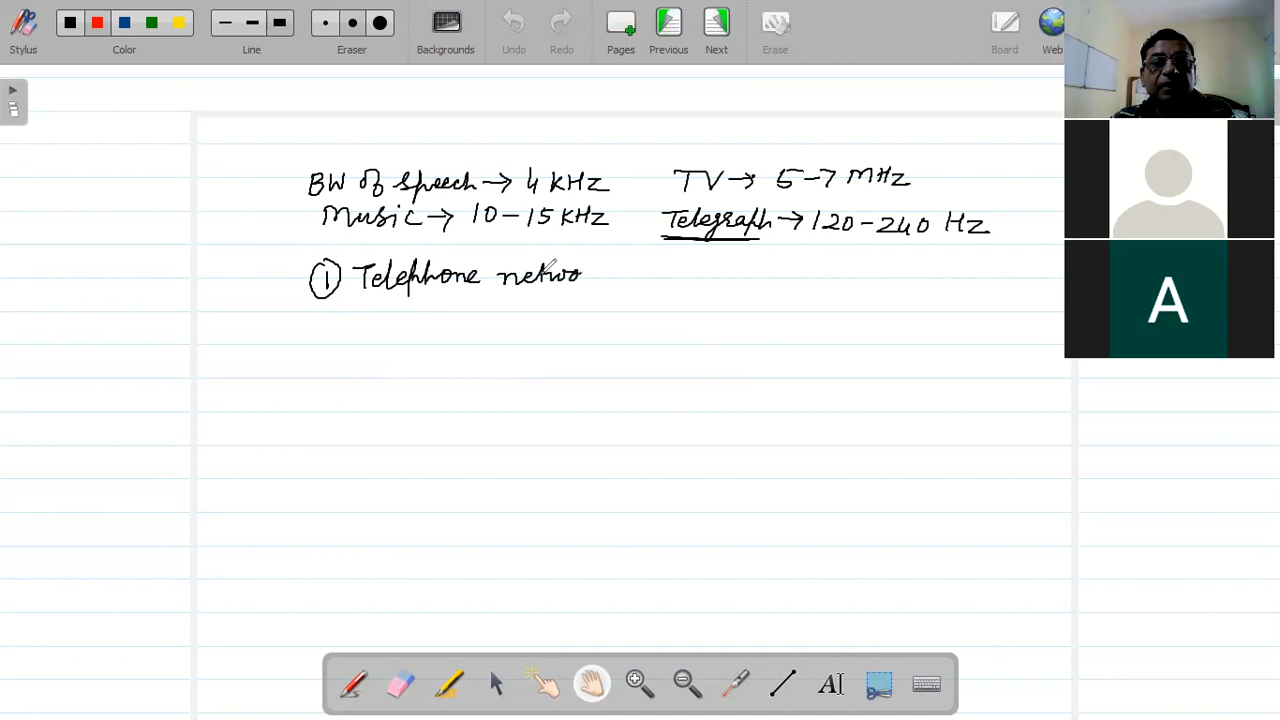 Stylus
Color
Line
Eraser
Backgrounds
Undo
Redo
Pages
Previous
Next
Erase
Board
Web
BW of speech → 4 KHz
Music → 10-15 KHz
TV → 5-7 MHz
Telegraph → 120-240 Hz
① Telephone netwo
A
AI